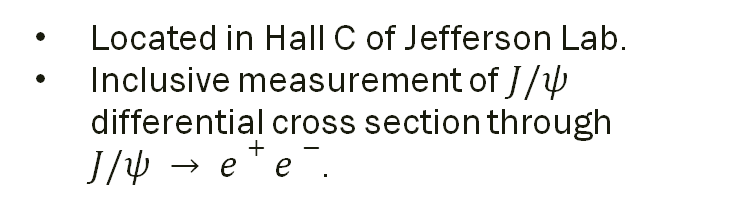 • Located in Hall C of Jefferson Lab.
• Inclusive measurement of J/ψ
differential cross section through
J/ψ → e⁺ e⁻.